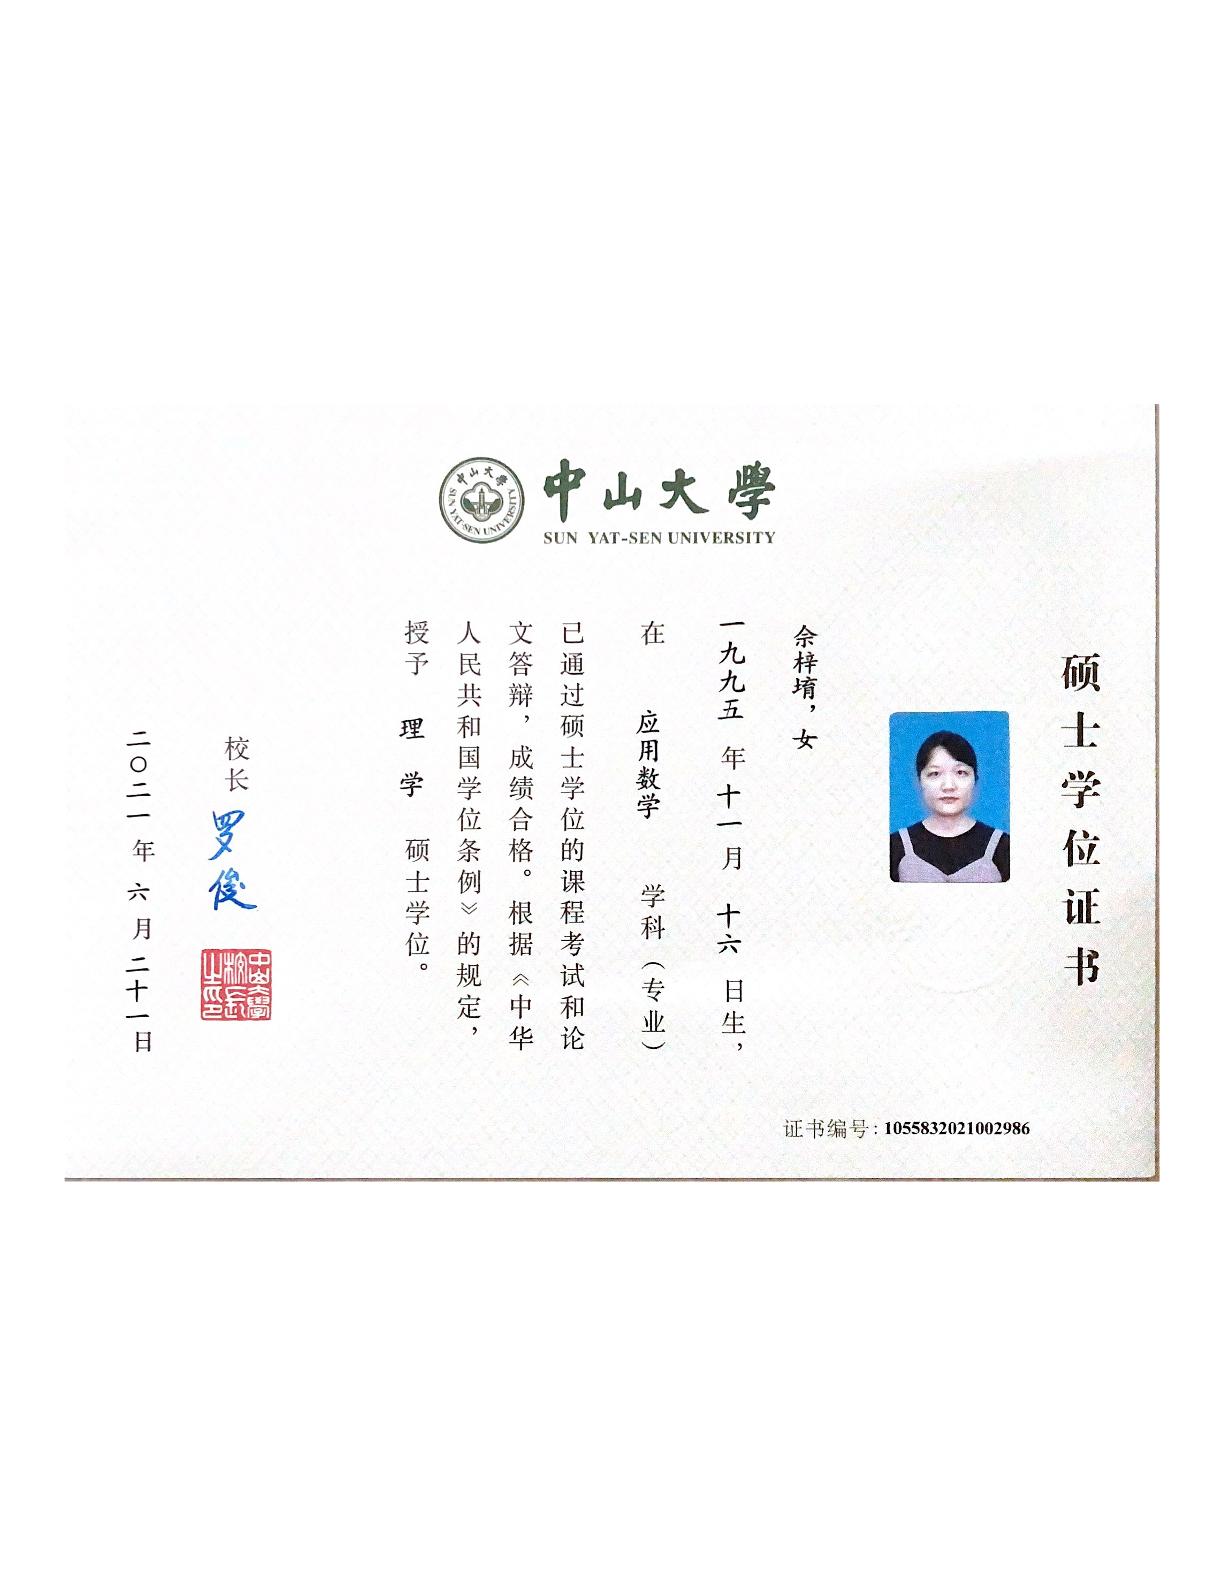 中山大學
SUN YAT-SEN UNIVERSITY
中山大學
SUN YAT-SEN UNIVERSITY
硕士学位证书
佘梓堉，女
一九九五年十一月十六日生，
在应用数学学科（专业）
已通过硕士学位的课程考试和论
文答辩，成绩合格。根据《中华
人民共和国学位条例》的规定，
授予理学硕士学位。
校长 罗俊
中山大學校長之印
二〇二一年六月二十一日
证书编号：1055832021002986